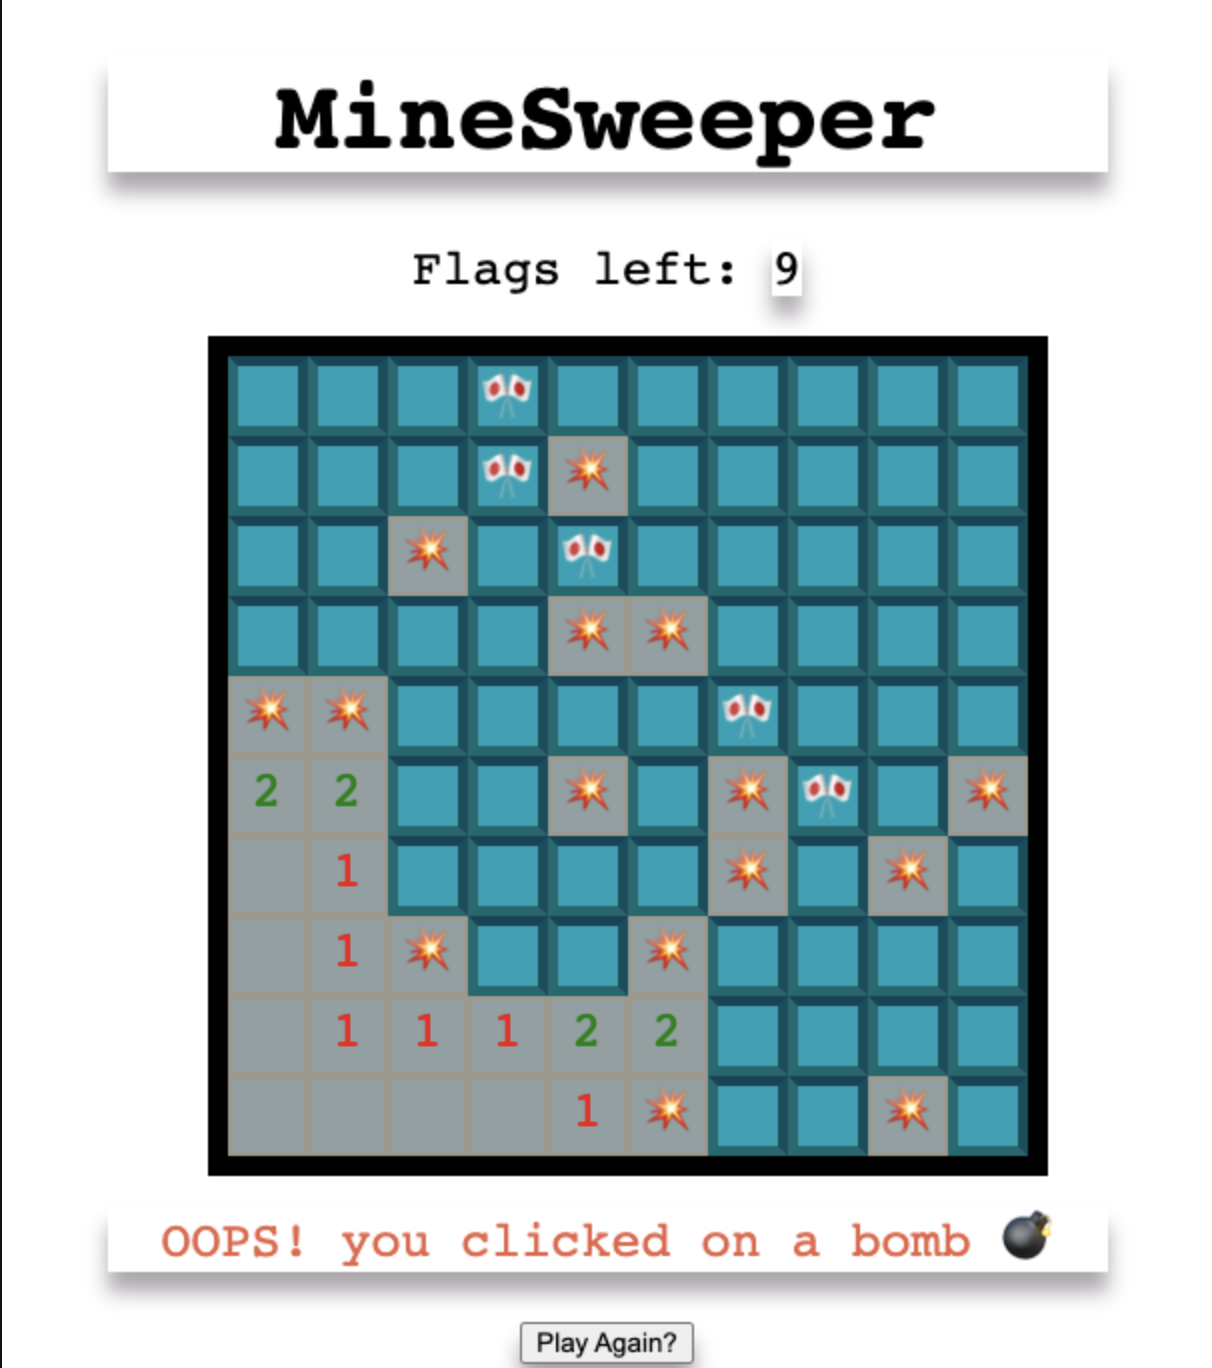 MineSweeper
Flags left: 9
2 2
1
1
1 1 1 2 2
1
OOPS! you clicked on a bomb
Play Again?